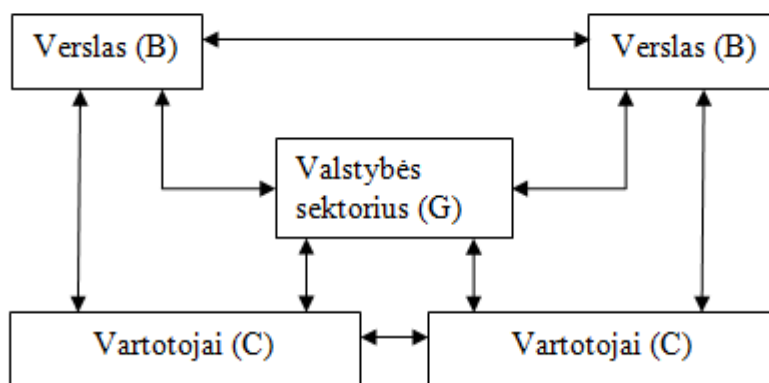 Verslas (B)
Verslas (B)
Valstybės
sektorius (G)
Vartotojai (C)
Vartotojai (C)